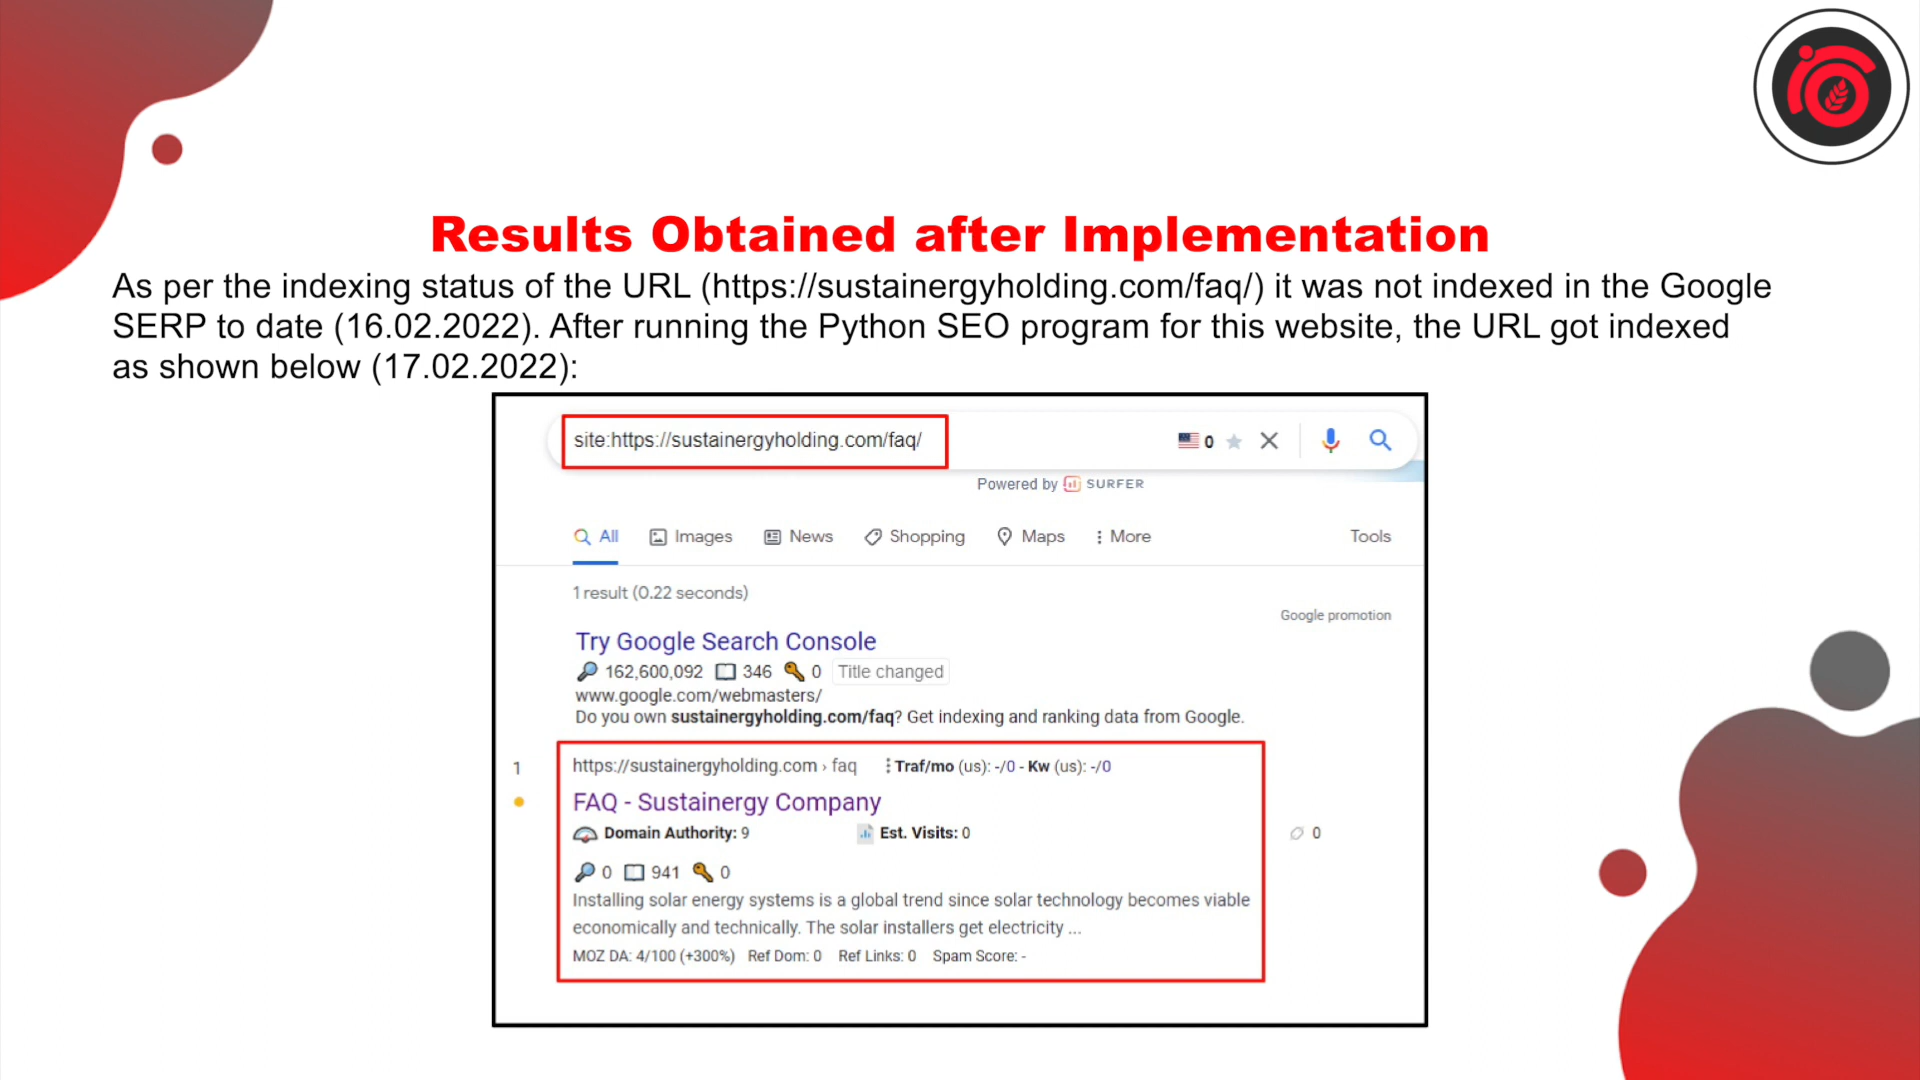 Results Obtained after Implementation
As per the indexing status of the URL (https://sustainergyholding.com/faq/) it was not indexed in the Google
SERP to date (16.02.2022). After running the Python SEO program for this website, the URL got indexed
as shown below (17.02.2022):
site:https://sustainergyholding.com/faq/
0
Powered by SURFER
All Images News Shopping Maps More Tools
1 result (0.22 seconds)
Google promotion
Try Google Search Console
162,600,092 346 0 Title changed
www.google.com/webmasters/
Do you own sustainergyholding.com/faq? Get indexing and ranking data from Google.
1 https://sustainergyholding.com › faq Traf/mo (us): -/0 - Kw (us): -/0
FAQ - Sustainergy Company
Domain Authority: 9 Est. Visits: 0 0
0 941 0
Installing solar energy systems is a global trend since solar technology becomes viable
economically and technically. The solar installers get electricity ...
MOZ DA: 4/100 (+300%) Ref Dom: 0 Ref Links: 0 Spam Score: -